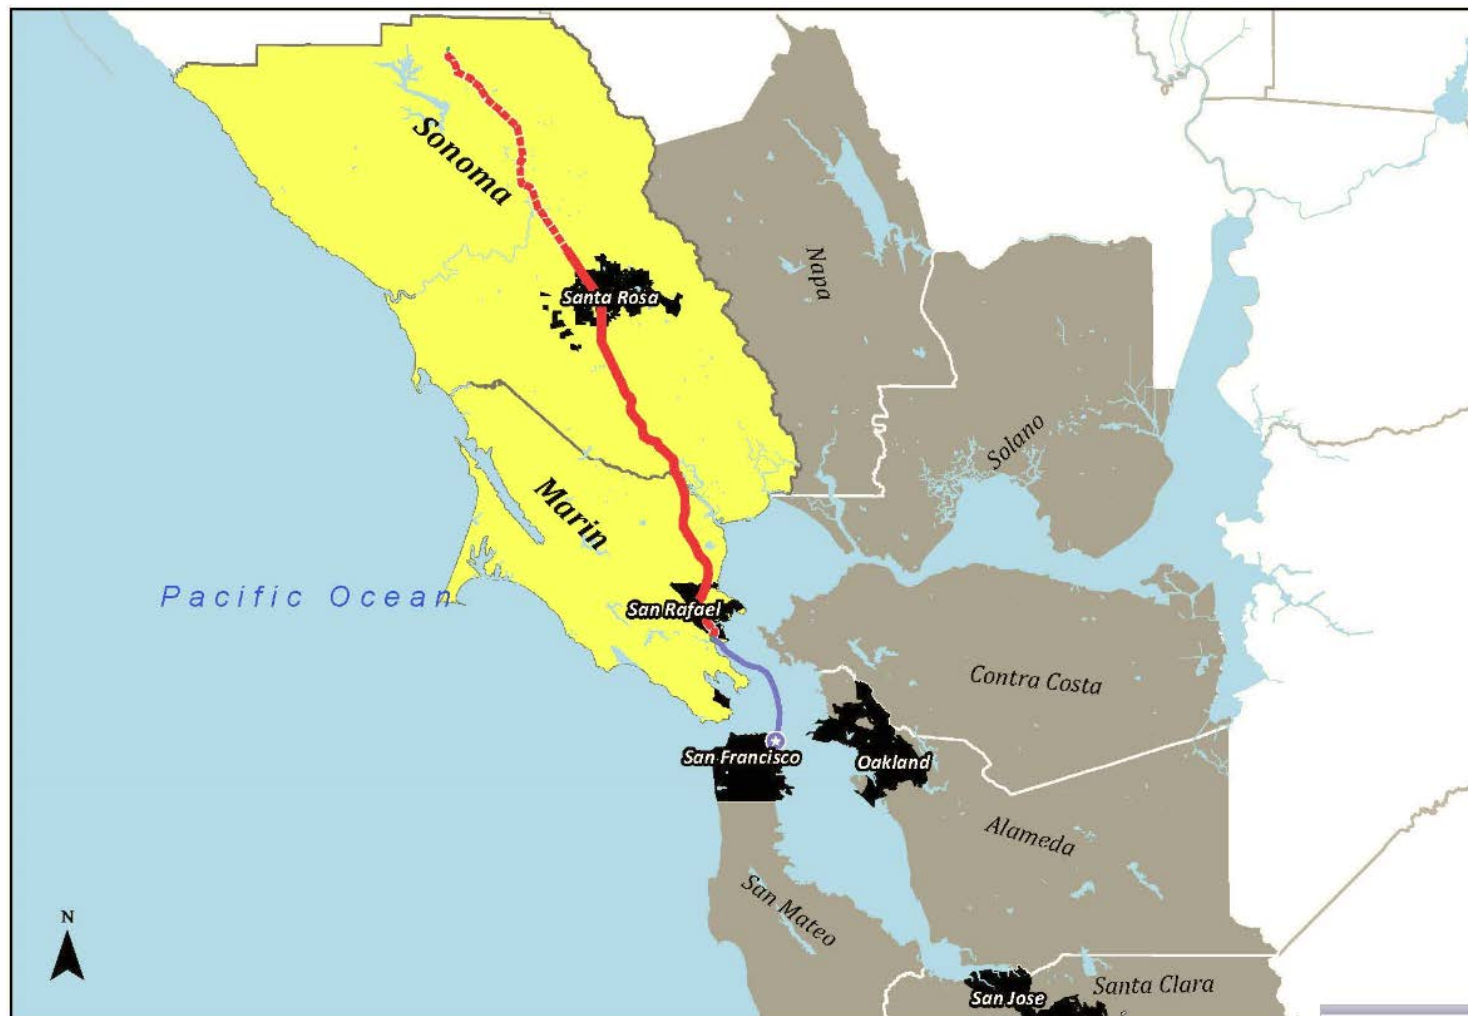 Sonoma
Napa
Santa Rosa
Solano
Marin
Pacific Ocean
San Rafael
Contra Costa
San Francisco
Oakland
Alameda
San Mateo
N
Santa Clara
San Jose